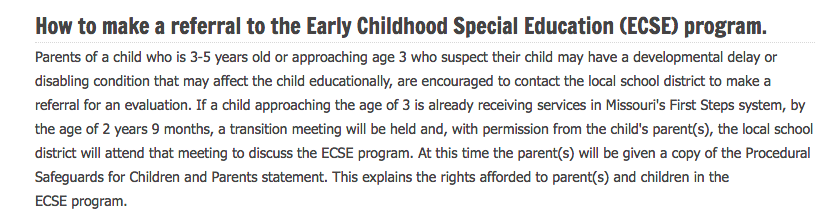 How to make a referral to the Early Childhood Special Education (ECSE) program.
Parents of a child who is 3-5 years old or approaching age 3 who suspect their child may have a developmental delay or
disabling condition that may affect the child educationally, are encouraged to contact the local school district to make a
referral for an evaluation. If a child approaching the age of 3 is already receiving services in Missouri's First Steps system, by
the age of 2 years 9 months, a transition meeting will be held and, with permission from the child's parent(s), the local school
district will attend that meeting to discuss the ECSE program. At this time the parent(s) will be given a copy of the Procedural
Safeguards for Children and Parents statement. This explains the rights afforded to parent(s) and children in the
ECSE program.